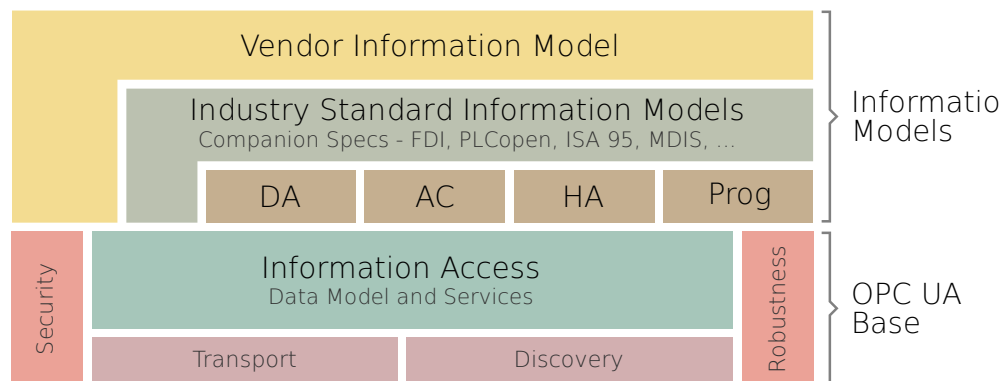 Vendor Information Model
Industry Standard Information Models
Companion Specs - FDI, PLCopen, ISA 95, MDIS, ...
Informatio
Models
DA
AC
HA
Prog
Security
Information Access
Data Model and Services
Robustness
OPC UA
Base
Transport
Discovery